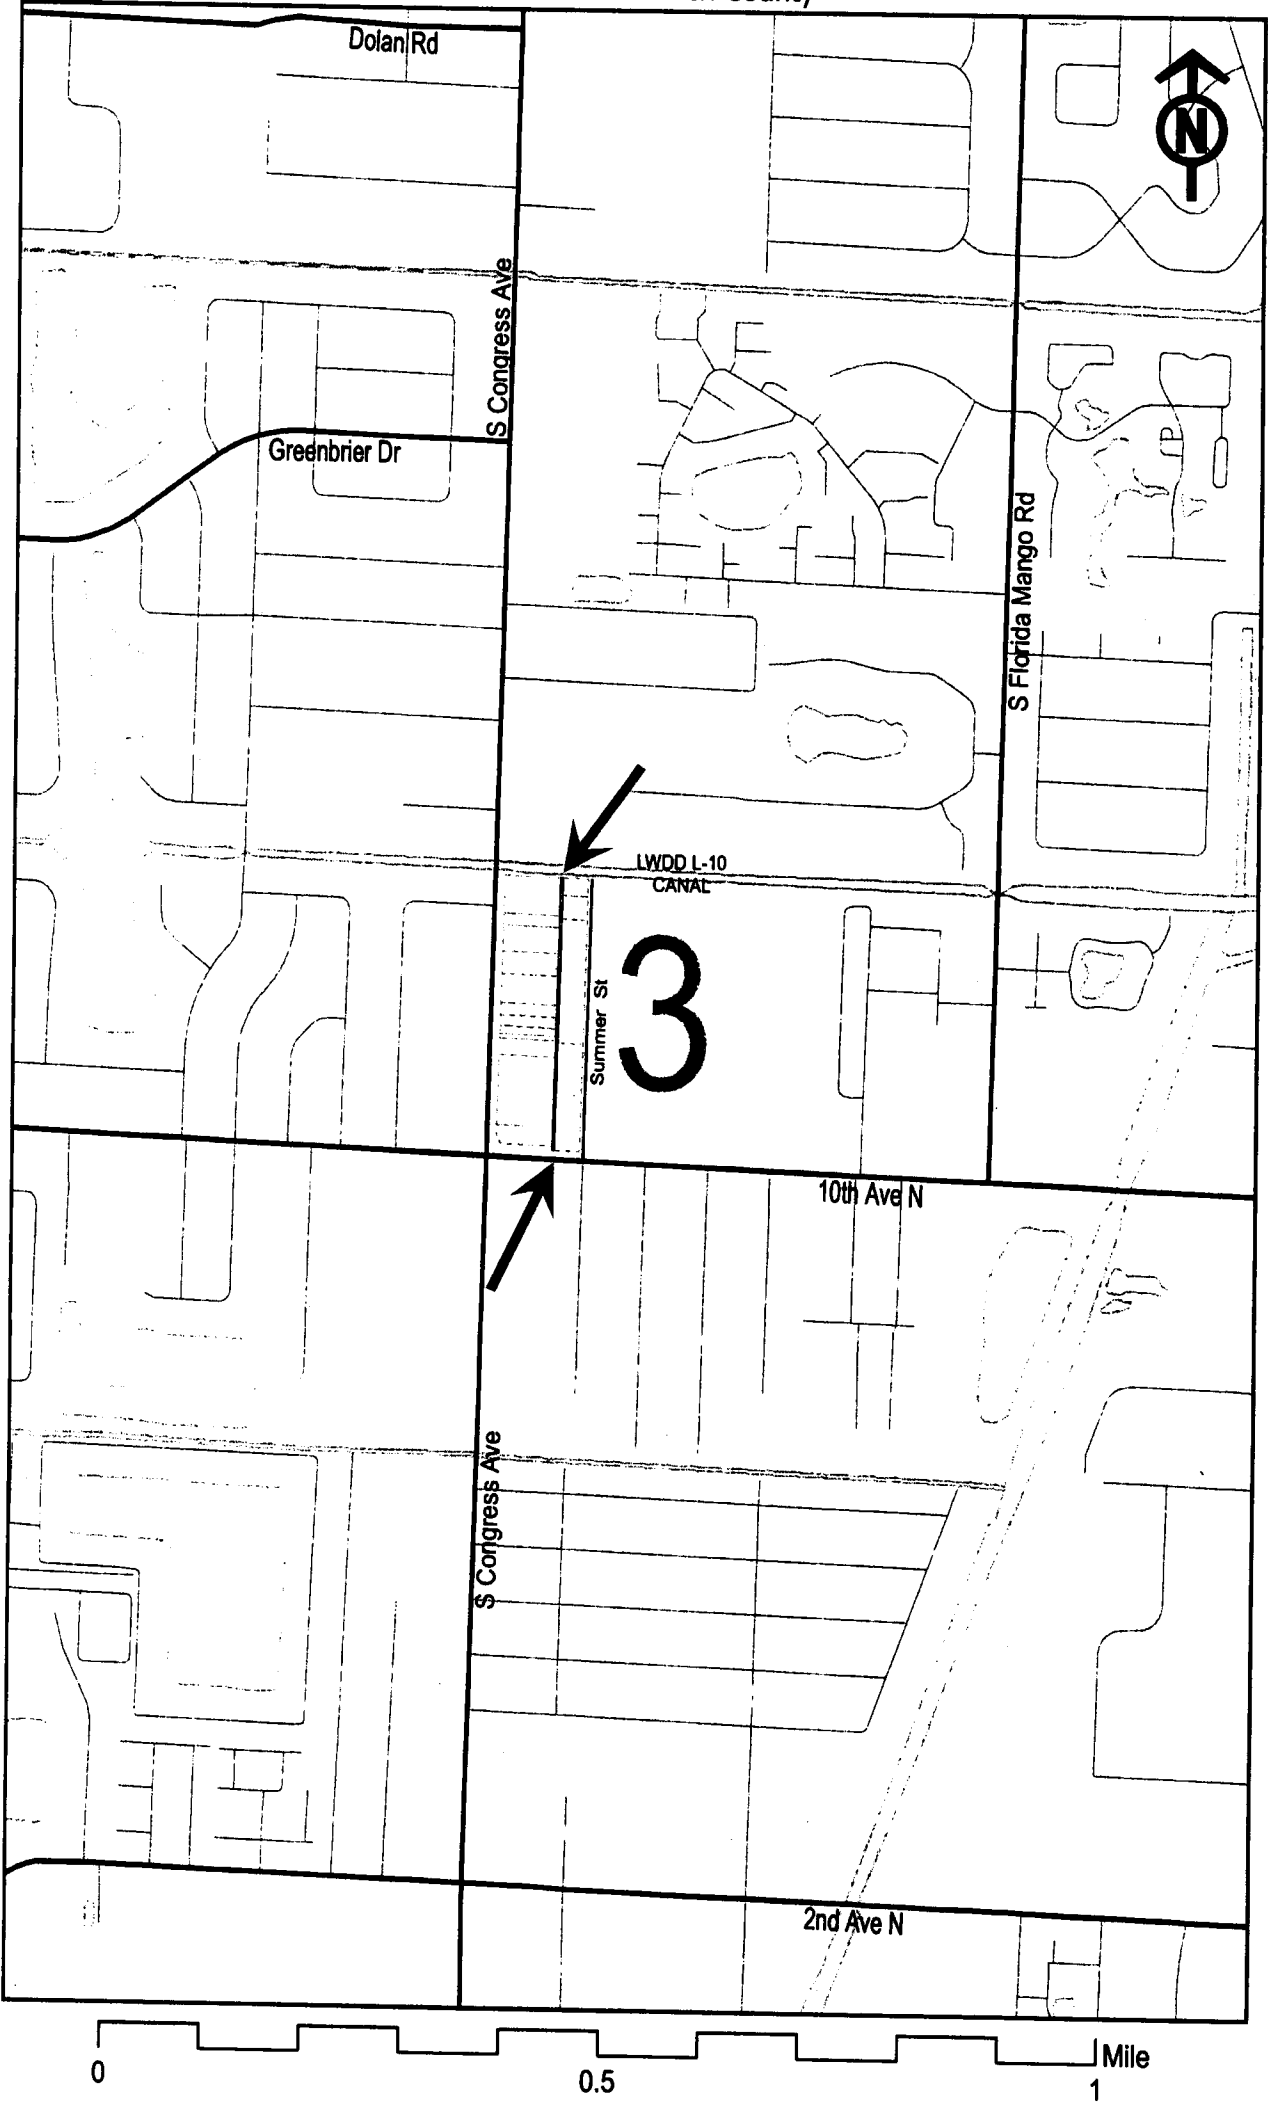 County
Dolan Rd
N
S Congress Ave
Greenbrier Dr
S Florida Mango Rd
LWDD L-10
CANAL
3
Summer St
10th Ave N
S Congress Ave
2nd Ave N
0
0.5
1
Mile